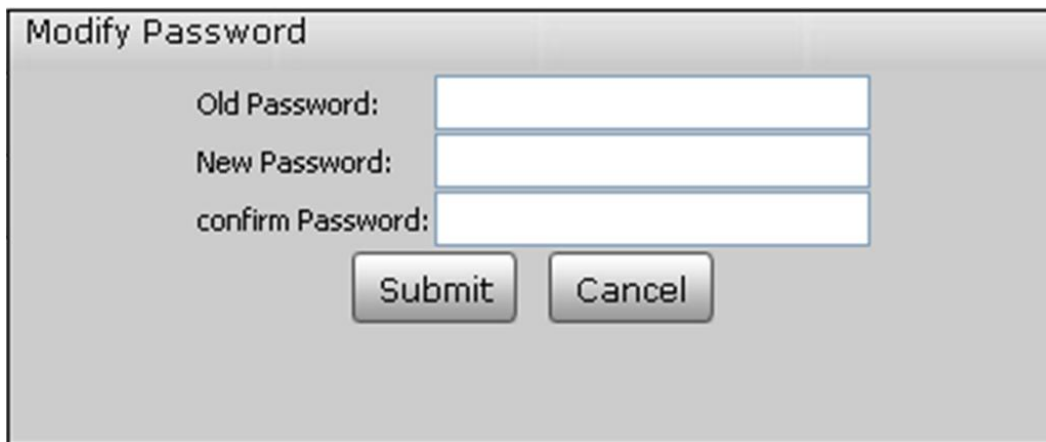 Modify Password
Old Password:
New Password:
confirm Password:
Submit Cancel